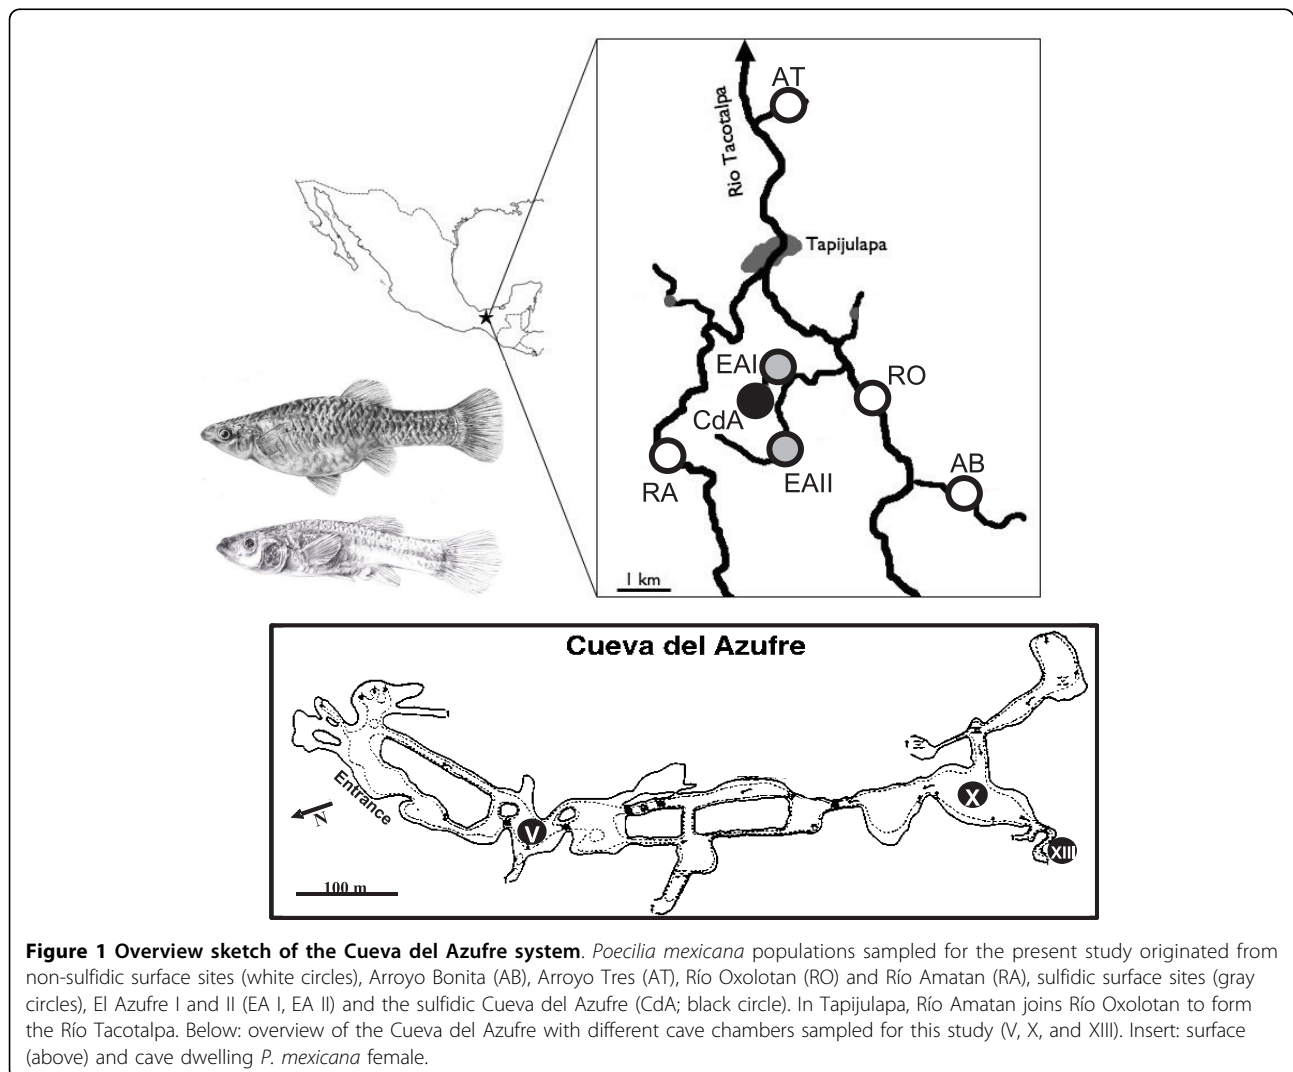 AT
Rio Tacotalpa
Tapijulapa
EAI
RO
CdA
AB
RA
EAII
1 km
Cueva del Azufre
Entrance
N
V
X
XIII
100 m
Figure 1 Overview sketch of the Cueva del Azufre system. Poecilia mexicana populations sampled for the present study originated from
non-sulfidic surface sites (white circles), Arroyo Bonita (AB), Arroyo Tres (AT), Río Oxolotan (RO) and Río Amatan (RA), sulfidic surface sites (gray
circles), El Azufre I and II (EA I, EA II) and the sulfidic Cueva del Azufre (CdA; black circle). In Tapijulapa, Río Amatan joins Río Oxolotan to form
the Río Tacotalpa. Below: overview of the Cueva del Azufre with different cave chambers sampled for this study (V, X, and XIII). Insert: surface
(above) and cave dwelling P. mexicana female.